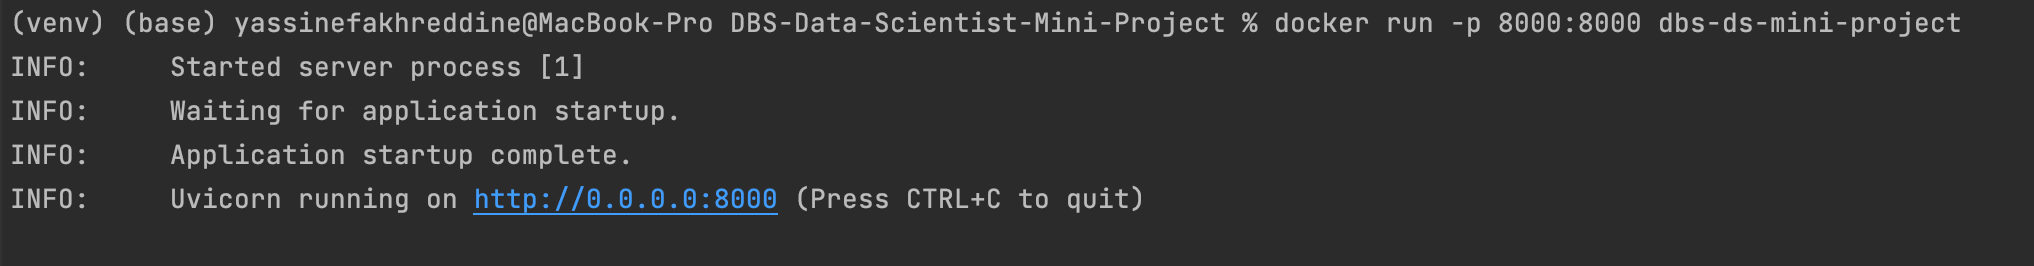 (venv) (base) yassinefakhreddine@MacBook-Pro DBS-Data-Scientist-Mini-Project % docker run -p 8000:8000 dbs-ds-mini-project
INFO:     Started server process [1]
INFO:     Waiting for application startup.
INFO:     Application startup complete.
INFO:     Uvicorn running on http://0.0.0.0:8000 (Press CTRL+C to quit)